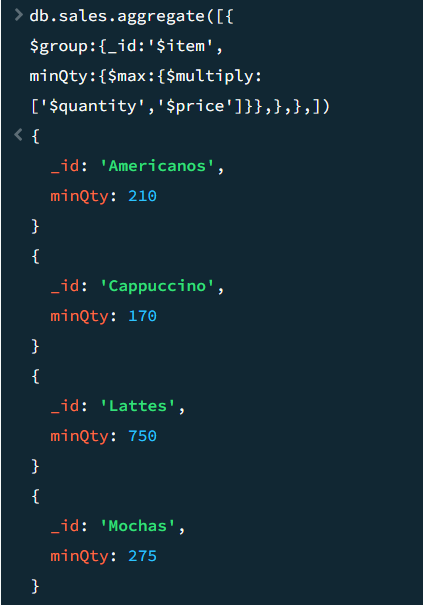 > db.sales.aggregate([{
$group:{_id:'$item',
minQty:{$max:{$multiply:
['$quantity','$price']}},},},])
< {
_id: 'Americanos',
minQty: 210
}
{
_id: 'Cappuccino',
minQty: 170
}
{
_id: 'Lattes',
minQty: 750
}
{
_id: 'Mochas',
minQty: 275
}